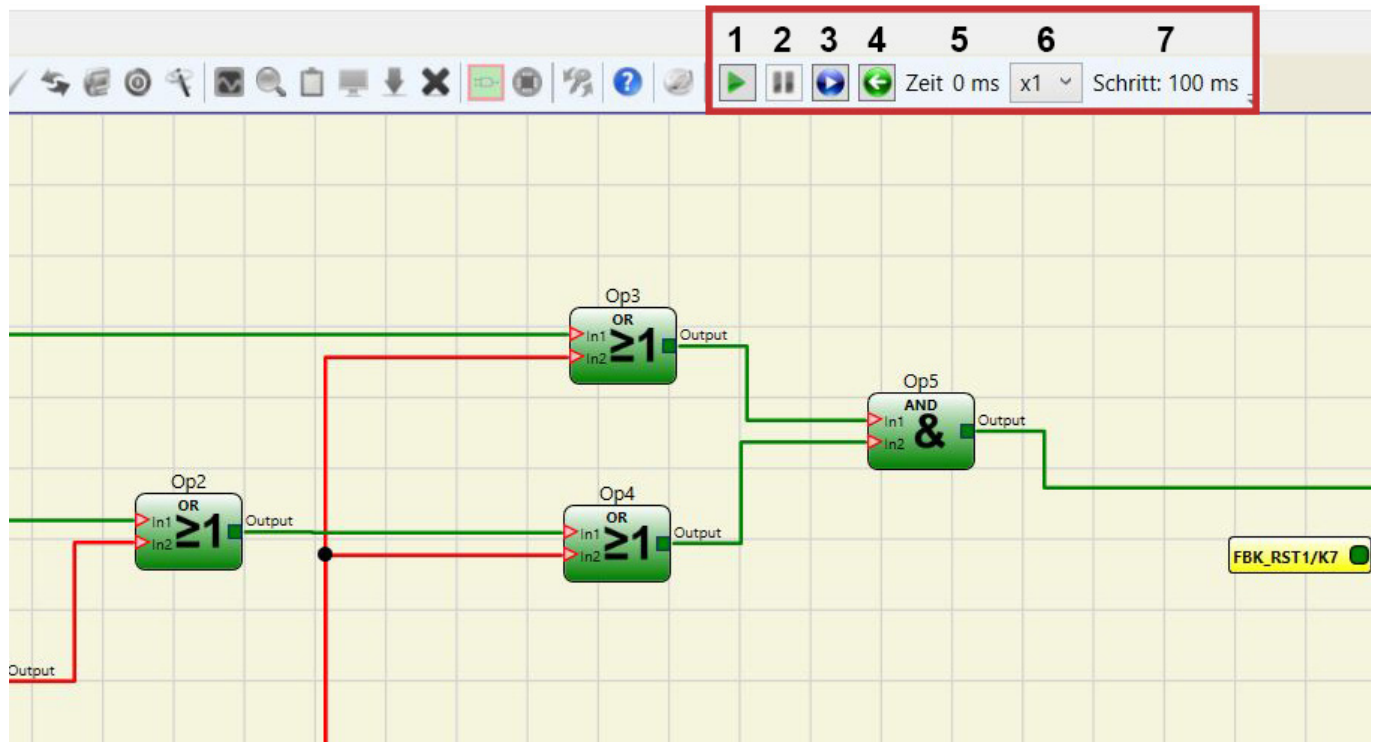 1 2 3 4 5 6 7
Zeit 0 ms x1 Schritt: 100 ms
Op3
OR
In1 ≥1 Output
In2
Op5
AND
In1 & Output
In2
Op2
OR
In1 ≥1 Output
In2
Op4
OR
In1 ≥1 Output
In2
FBK_RST1/K7
Output